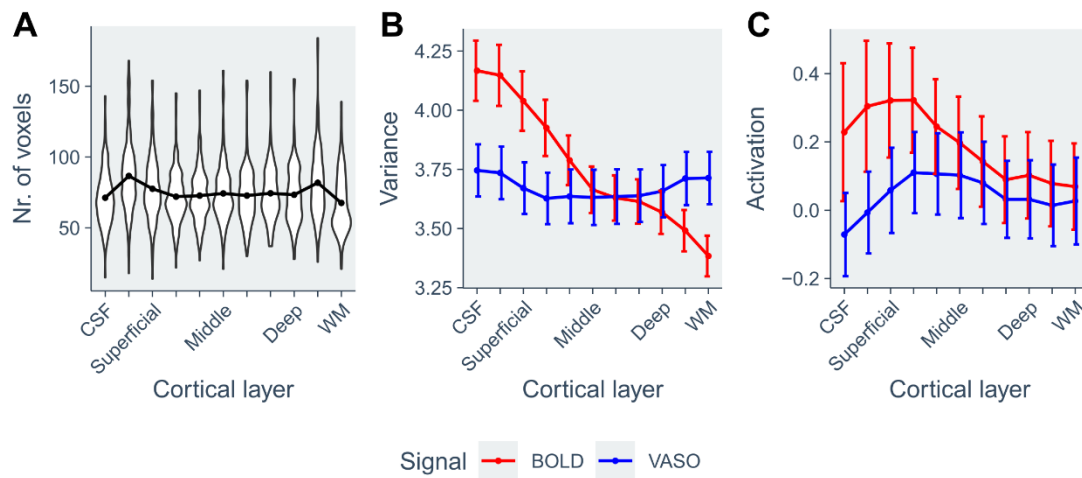 A
Nr. of voxels
150
100
50
CSF
Superficial
Middle
Deep
WM
Cortical layer
B
Variance
4.25
4.00
3.75
3.50
3.25
CSF
Superficial
Middle
Deep
WM
Cortical layer
C
Activation
0.4
0.2
0.0
−0.2
CSF
Superficial
Middle
Deep
WM
Cortical layer
Signal BOLD VASO